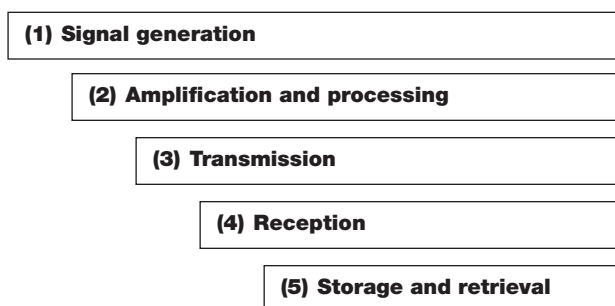 (1) Signal generation
(2) Amplification and processing
(3) Transmission
(4) Reception
(5) Storage and retrieval